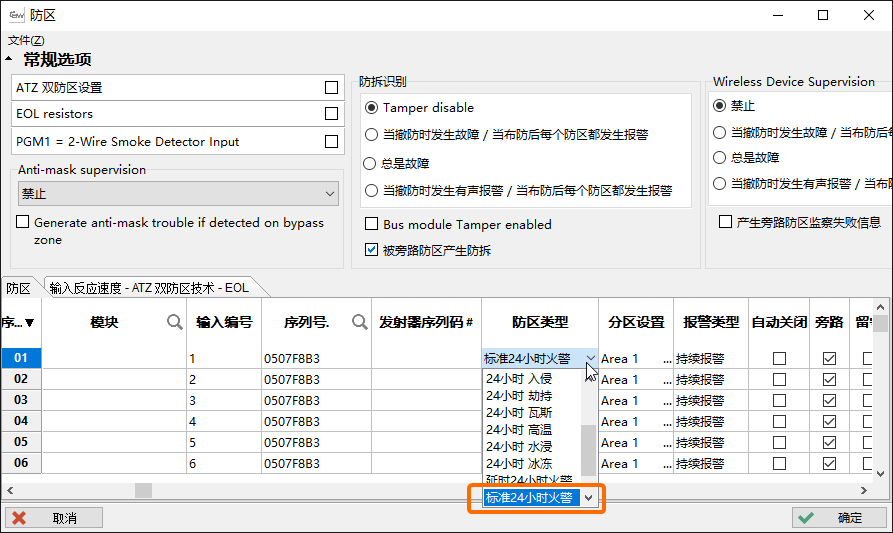 防区
文件(Z)
常规选项
ATZ 双防区设置
EOL resistors
PGM1 = 2-Wire Smoke Detector Input
Anti-mask supervision
禁止
Generate anti-mask trouble if detected on bypass
zone
防拆识别
Tamper disable
当撤防时发生故障 / 当布防后每个防区都发生报警
总是故障
当撤防时发生有声报警 / 当布防后每个防区都发生报警
Bus module Tamper enabled
被旁路防区产生防拆
Wireless Device Supervision
禁止
当撤防时发生故障 / 当布防后每
总是故障
当撤防时发生有声报警 / 当布
产生旁路防区监察失败信息
防区 输入反应速度 - ATZ 双防区技术 - EOL
序...▼ 模块 输入编号 序列号. 发射器序列码 # 防区类型 分区设置 报警类型 自动关闭 旁路
01 1 0507F8B3 标准24小时火警 Area 1 ... 持续报警
02 2 0507F8B3 Area 1 ... 持续报警
03 3 0507F8B3 Area 1 ... 持续报警
04 4 0507F8B3 Area 1 ... 持续报警
05 5 0507F8B3 Area 1 ... 持续报警
06 6 0507F8B3 Area 1 ... 持续报警
24小时 入侵
24小时 劫持
24小时 瓦斯
24小时 高温
24小时 水浸
24小时 冰冻
延时24小时火警
标准24小时火警
取消
确定